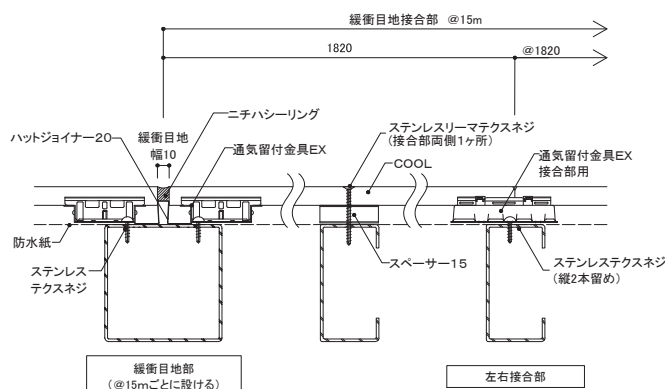 緩衝目地接合部 @15m
1820
@1820
ニチハシーリング
ハットジョイナー20
緩衝目地
幅10
通気留付金具EX
ステンレスリーマテクスネジ
(接合部両側1ヶ所)
COOL
通気留付金具EX
接合部用
防水紙
ステンレス
テクスネジ
スペーサー15
ステンレステクスネジ
(縦2本留め)
緩衝目地部
(@15mごとに設ける)
左右接合部